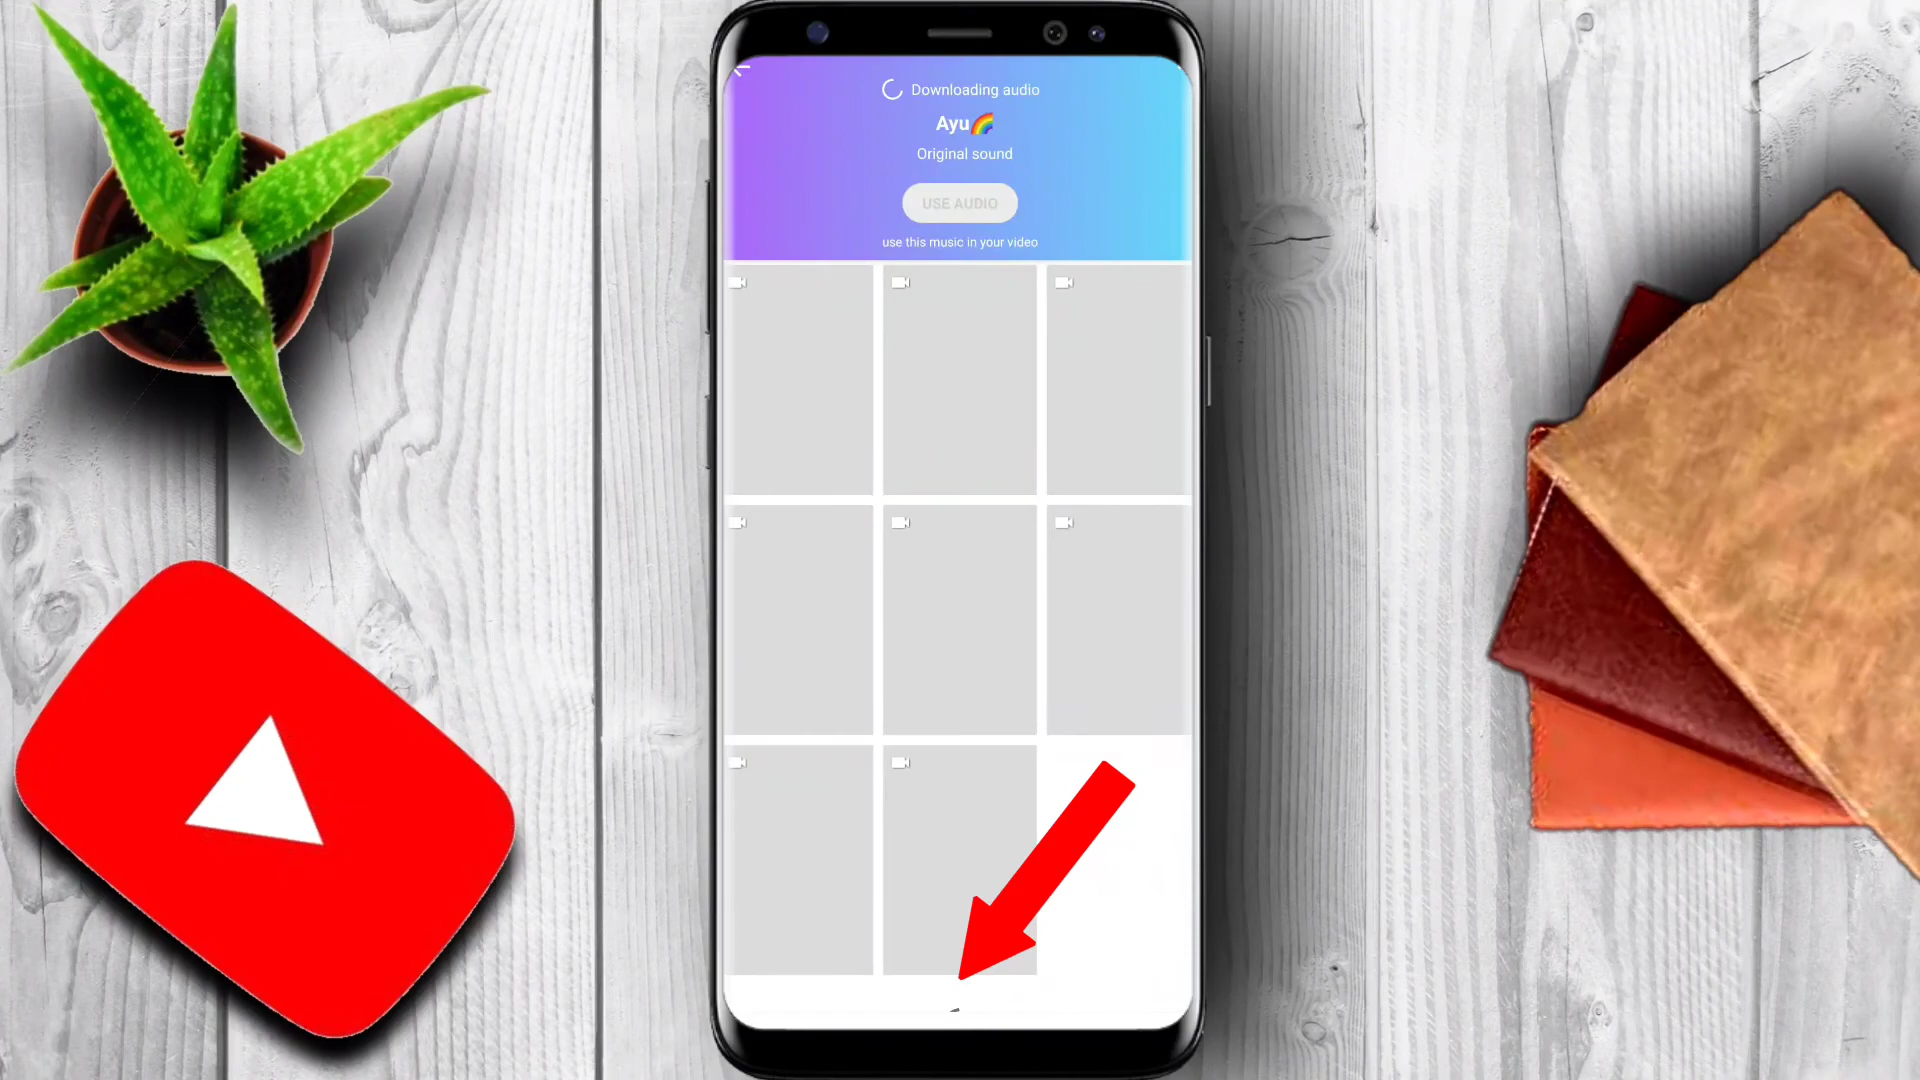 Downloading audio
Ayu🌈
Original sound
USE AUDIO
use this music in your video